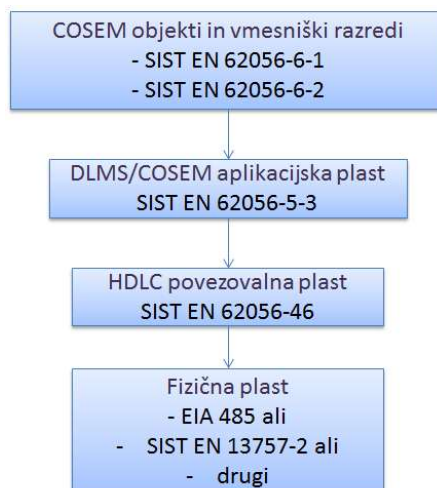 COSEM objekti in vmesniški razredi
- SIST EN 62056-6-1
- SIST EN 62056-6-2
DLMS/COSEM aplikacijska plast
SIST EN 62056-5-3
HDLC povezovalna plast
SIST EN 62056-46
Fizična plast
- EIA 485 ali
- SIST EN 13757-2 ali
- drugi